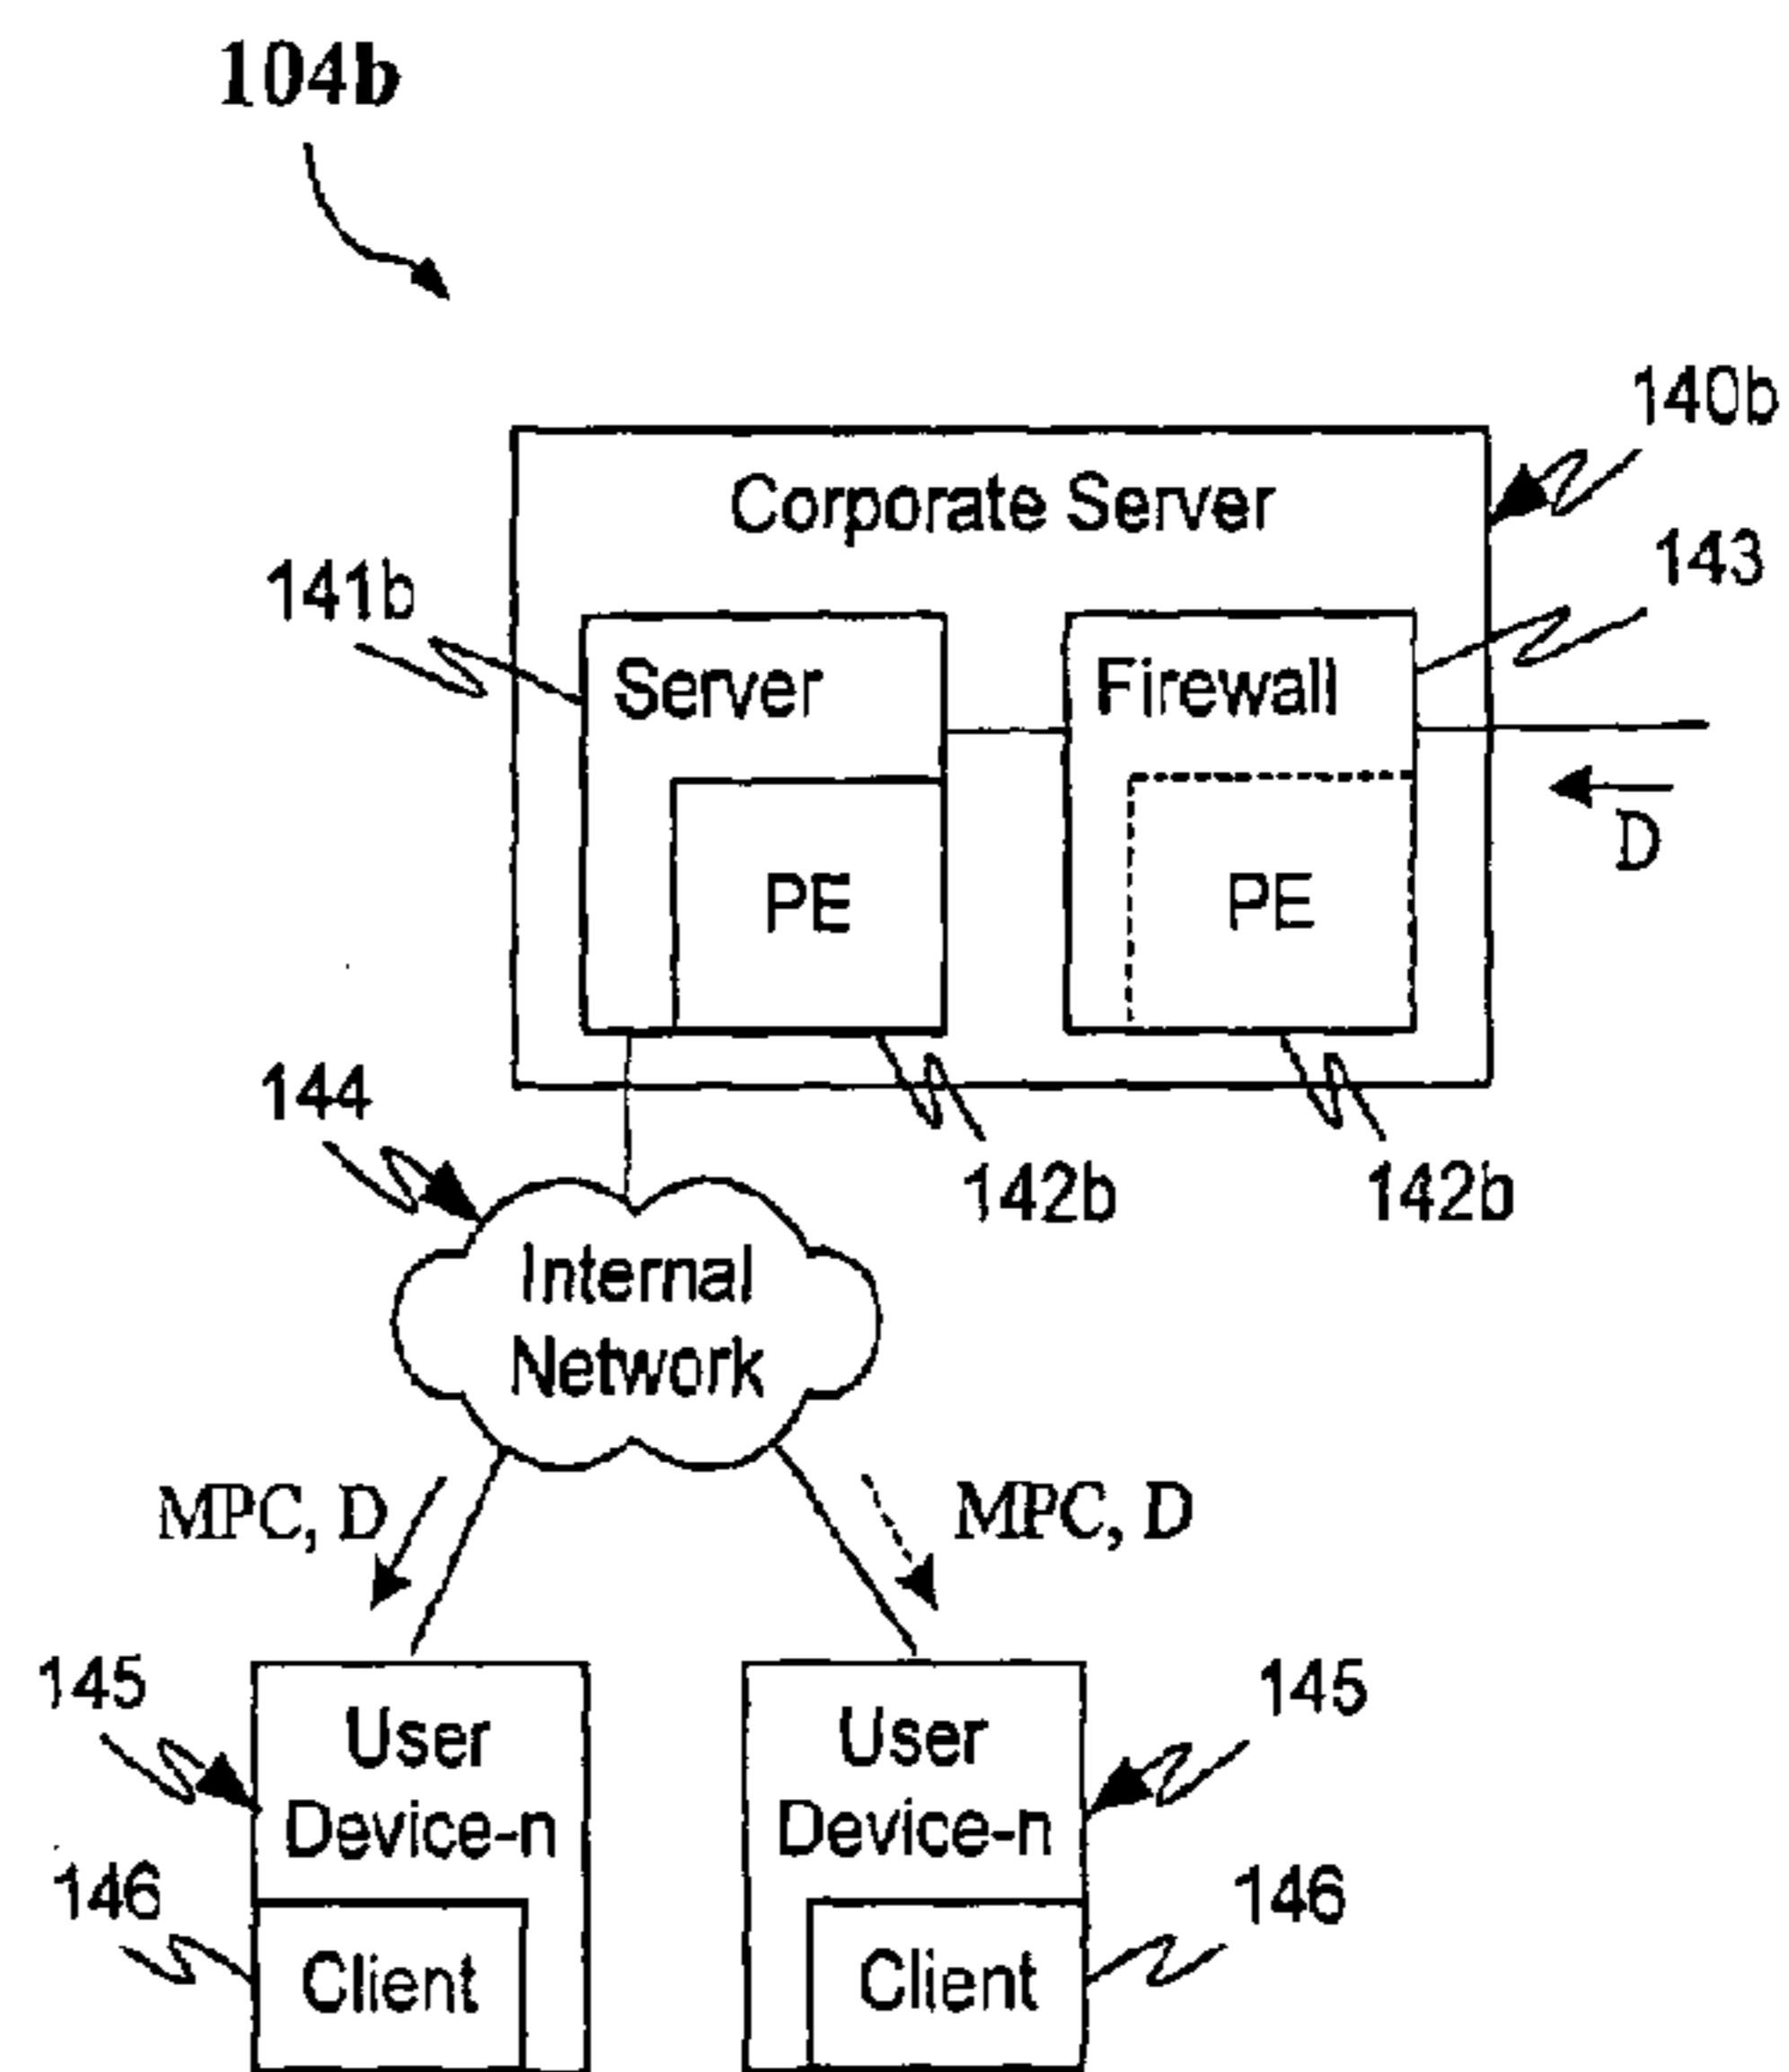 104b
140b
Corporate Server
143
141b
Server
Firewall
D
PE
PE
144
142b
142b
Internal
Network
MPC, D
MPC, D
145
User
Device-n
User
Device-n
145
146
Client
Client
146